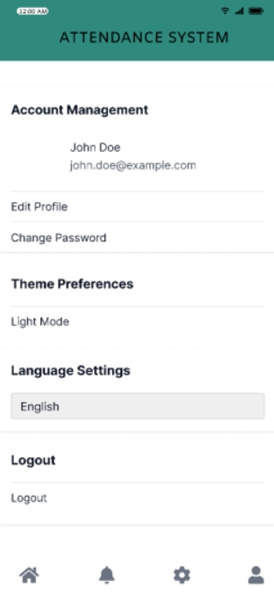 12:00 AM
ATTENDANCE SYSTEM
Account Management
John Doe
john.doe@example.com
Edit Profile
Change Password
Theme Preferences
Light Mode
Language Settings
English
Logout
Logout